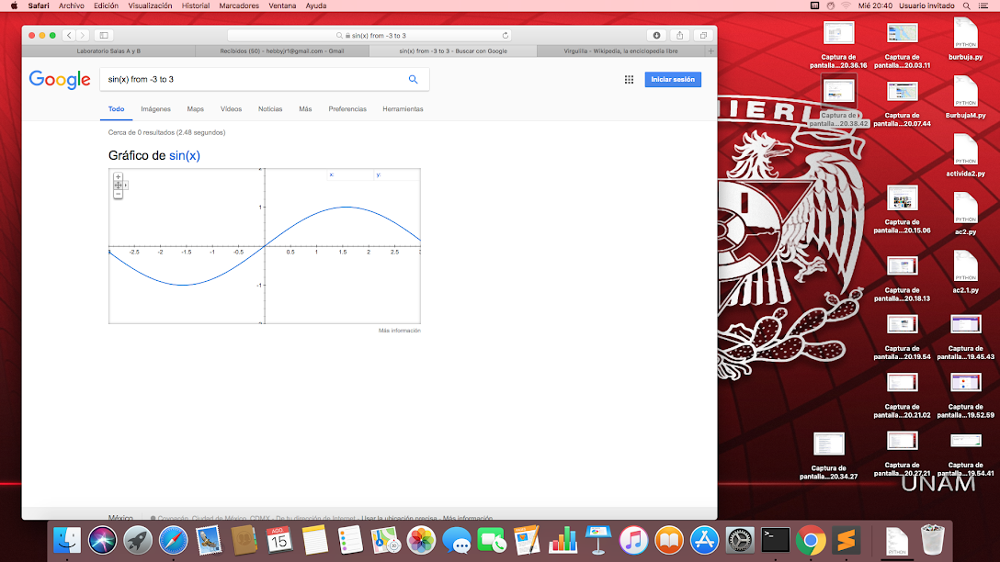 Safari Archivo Edición Visualización Historial Marcadores Ventana Ayuda
Mié 20:40 Usuario invitado
sin(x) from -3 to 3
Laboratorio Salas A y B
Recibidos (50) - hebbyjr1@gmail.com - Gmail
sin(x) from -3 to 3 - Buscar con Google
Virguilla - Wikipedia, la enciclopedia libre
Google
sin(x) from -3 to 3
Iniciar sesión
Todo Imágenes Maps Vídeos Noticias Más Preferencias Herramientas
Cerca de 0 resultados (2.48 segundos)
Gráfico de sin(x)
x: y:
1
-2.5 -2 -1.5 -1 -0.5 0.5 1 1.5 2 2.5
-1
Más información
México
Coyoacán, Ciudad de México, CDMX - De tu dirección de Internet - Usar la ubicación precisa - Más información
Captura de
pantalla...20.36.16
Captura de
pantalla...20.03.11
PYTHON
burbuja.py
Captura de
pantalla...20.38.42
Captura de
pantalla...20.07.44
PYTHON
BurbujaM.py
PYTHON
activida2.py
Captura de
pantalla...20.15.06
PYTHON
ac2.py
Captura de
pantalla...20.18.13
PYTHON
ac2.1.py
Captura de
pantalla...20.19.54
Captura de
pantalla...19.45.43
Captura de
pantalla...20.21.02
Captura de
pantalla...19.52.59
Captura de
pantalla...20.34.27
Captura de
pantalla...20.27.21
Captura de
pantalla...19.54.41
UNAM
AGO
15
PYTHON